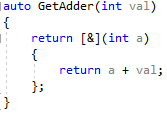 auto GetAdder(int val)
{
    return [&](int a)
    {
        return a + val;
    };
}